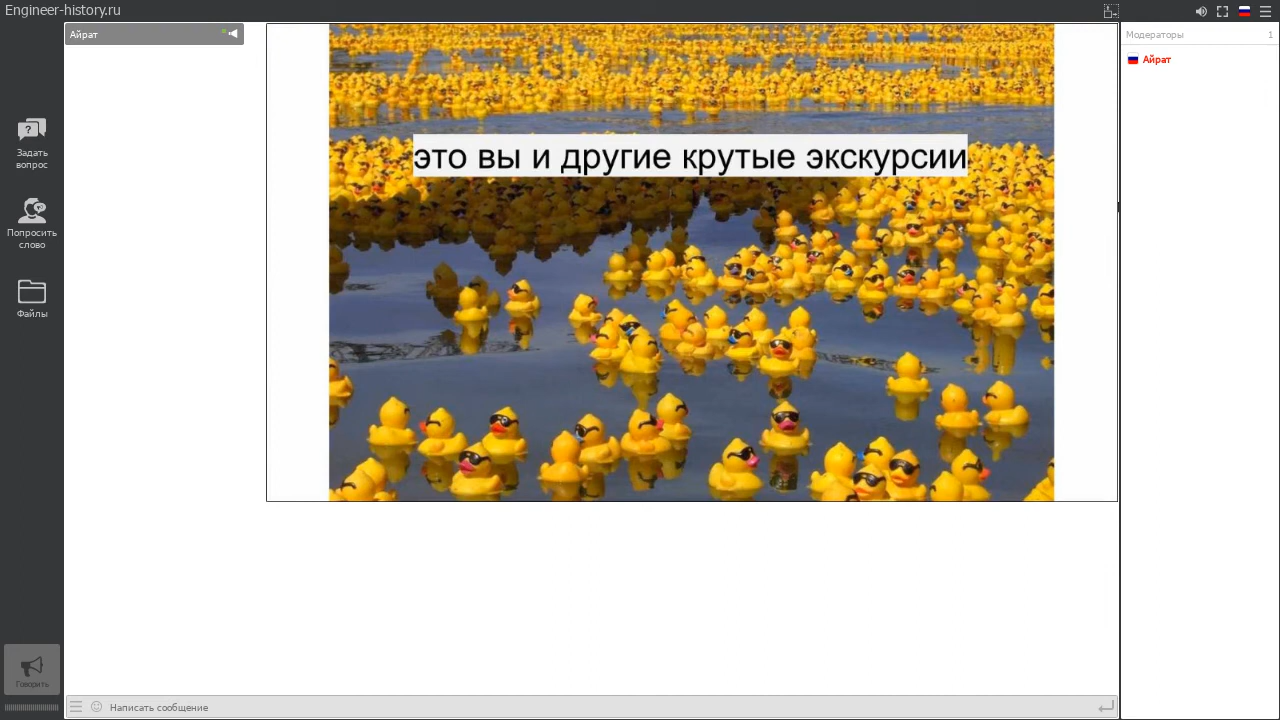 Engineer-history.ru
Айрат
Модераторы 1
Айрат
это вы и другие крутые экскурсии
Задать
вопрос
Попросить
слово
Файлы
Говорить
Написать сообщение